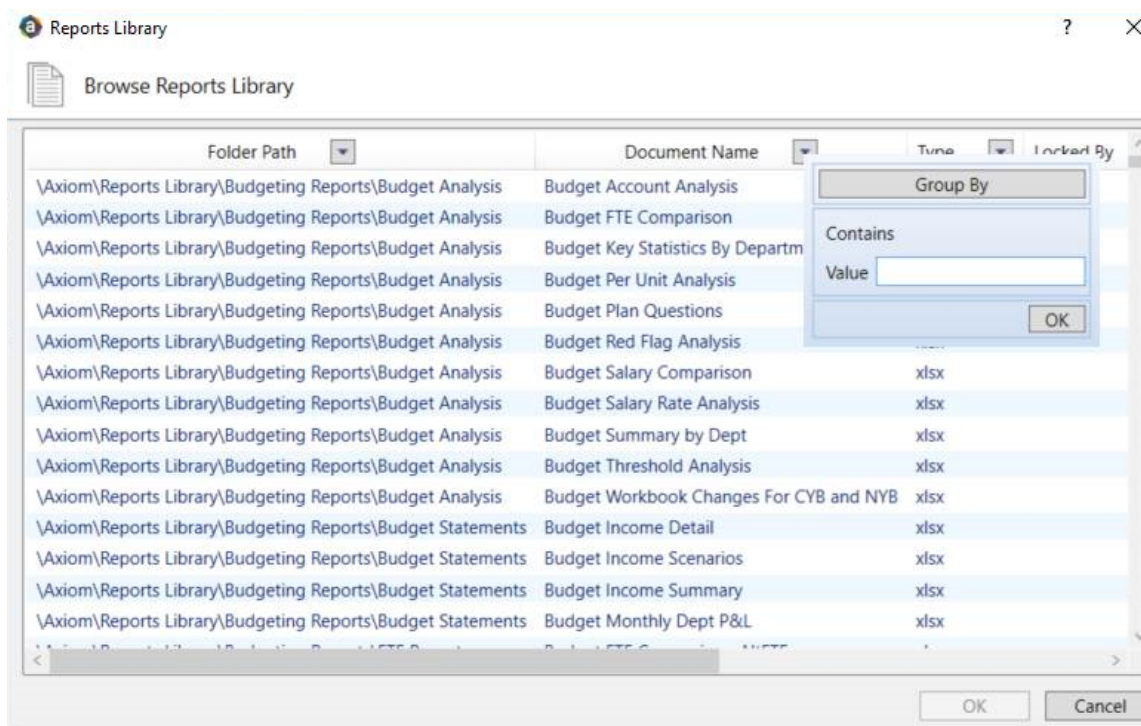 Reports Library ?
Browse Reports Library
Folder Path Document Name Type Locked By
\Axiom\Reports Library\Budgeting Reports\Budget Analysis Budget Account Analysis
Group By
\Axiom\Reports Library\Budgeting Reports\Budget Analysis Budget FTE Comparison
Contains
\Axiom\Reports Library\Budgeting Reports\Budget Analysis Budget Key Statistics By Departm
Value
\Axiom\Reports Library\Budgeting Reports\Budget Analysis Budget Per Unit Analysis
\Axiom\Reports Library\Budgeting Reports\Budget Analysis Budget Plan Questions
OK
\Axiom\Reports Library\Budgeting Reports\Budget Analysis Budget Red Flag Analysis
\Axiom\Reports Library\Budgeting Reports\Budget Analysis Budget Salary Comparison xlsx
\Axiom\Reports Library\Budgeting Reports\Budget Analysis Budget Salary Rate Analysis xlsx
\Axiom\Reports Library\Budgeting Reports\Budget Analysis Budget Summary by Dept xlsx
\Axiom\Reports Library\Budgeting Reports\Budget Analysis Budget Threshold Analysis xlsx
\Axiom\Reports Library\Budgeting Reports\Budget Analysis Budget Workbook Changes For CYB and NYB xlsx
\Axiom\Reports Library\Budgeting Reports\Budget Statements Budget Income Detail xlsx
\Axiom\Reports Library\Budgeting Reports\Budget Statements Budget Income Scenarios xlsx
\Axiom\Reports Library\Budgeting Reports\Budget Statements Budget Income Summary xlsx
\Axiom\Reports Library\Budgeting Reports\Budget Statements Budget Monthly Dept P&L xlsx
OK Cancel